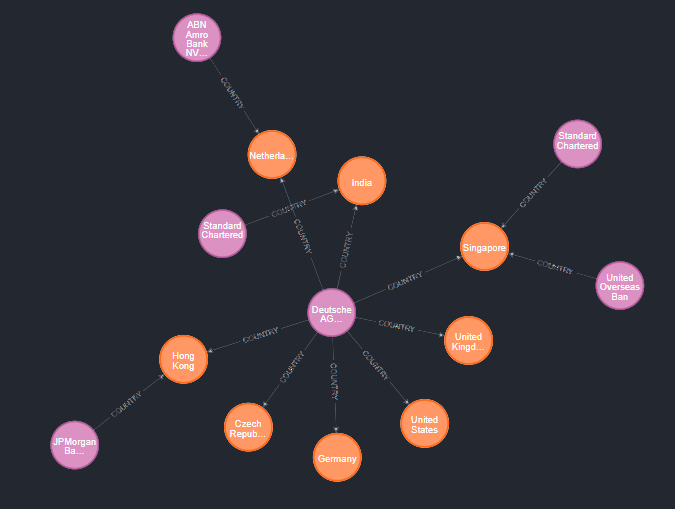 ABN
Amro
Bank
NV...
COUNTRY
Netherla...
India
Standard
Chartered
COUNTRY
Standard
Chartered
COUNTRY
COUNTRY
COUNTRY
Singapore
COUNTRY
COUNTRY
United
Overseas
Ban
Deutsche
AG...
COUNTRY
United
Kingd...
COUNTRY
Hong
Kong
COUNTRY
COUNTRY
COUNTRY
COUNTRY
JPMorgan
Ba...
Czech
Repub...
Germany
United
States